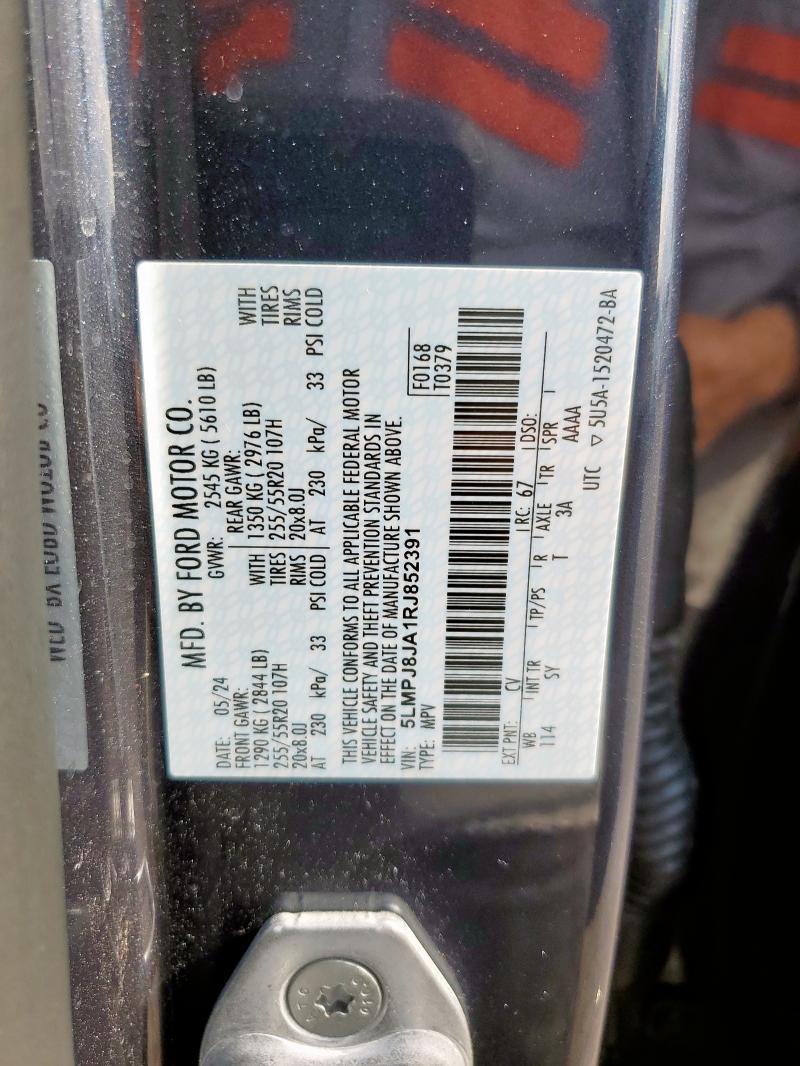 MFD. BY FORD MOTOR CO.
DATE: 05/24 GVWR: 2545 KG ( 5610 LB)
FRONT GAWR: REAR GAWR:
1290 KG ( 2844 LB) WITH 1350 KG ( 2976 LB) WITH
255/55R20 107H TIRES 255/55R20 107H TIRES
20x8.0J RIMS 20x8.0J RIMS
AT 230 kPa/ 33 PSI COLD AT 230 kPa/ 33 PSI COLD
THIS VEHICLE CONFORMS TO ALL APPLICABLE FEDERAL MOTOR
VEHICLE SAFETY AND THEFT PREVENTION STANDARDS IN
EFFECT ON THE DATE OF MANUFACTURE SHOWN ABOVE.
VIN: 5LMPJ8JA1RJ852391
TYPE: MPV
F0168
T0379
EXT PNT: CV RC: 67 DSO:
WB INT TR TP/PS R AXLE TR SPR
114 SY T 3A AAAA
UTC ▽ 5U5A-1520472-BA